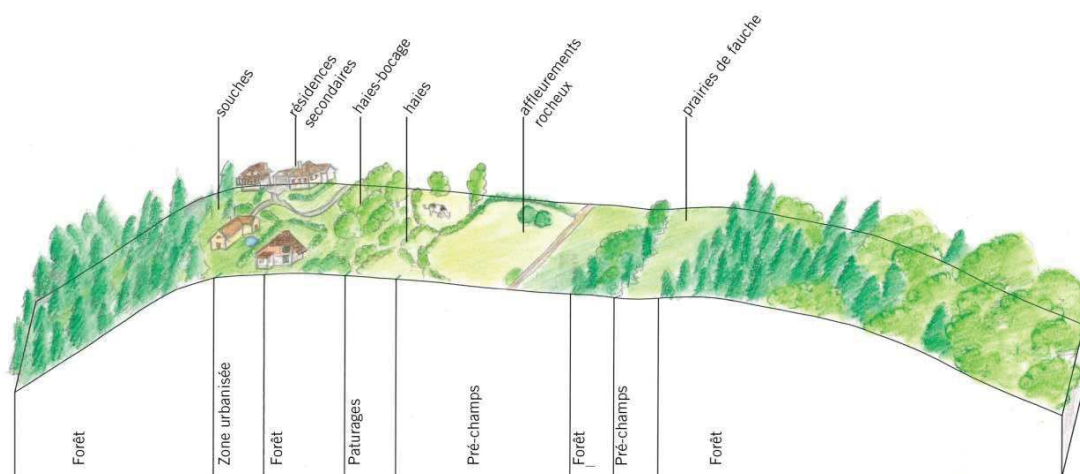 souches
résidences
secondaires
haies-bocage
haies
affleurements
rocheux
prairies de fauche
Forêt
Zone urbanisée
Forêt
Paturages
Pré-champs
Forêt
Pré-champs
Forêt